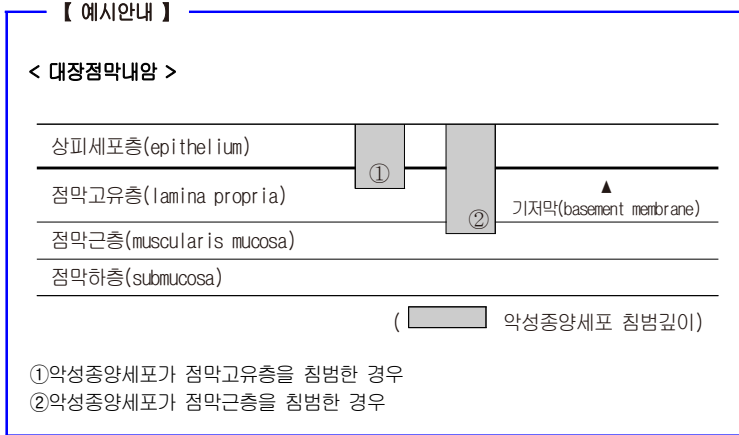 【 예시안내 】
< 대장점막내암 >
상피세포층(epithelium)
①
점막고유층(lamina propria)
▲
②
기저막(basement membrane)
점막근층(muscularis mucosa)
점막하층(submucosa)
( 악성종양세포 침범깊이)
①악성종양세포가 점막고유층을 침범한 경우
②악성종양세포가 점막근층을 침범한 경우